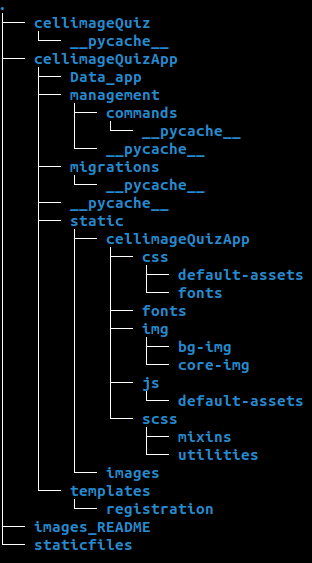 .
cellimageQuiz
__pycache__
cellimageQuizApp
Data_app
management
commands
__pycache__
__pycache__
migrations
__pycache__
__pycache__
static
cellimageQuizApp
css
default-assets
fonts
fonts
img
bg-img
core-img
js
default-assets
scss
mixins
utilities
images
templates
registration
images_README
staticfiles